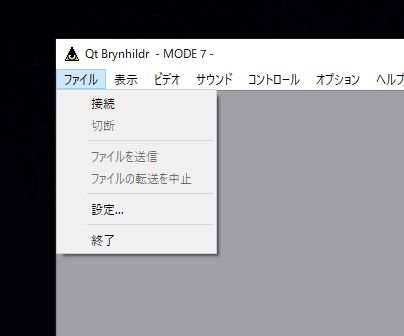 Qt Brynhildr - MODE 7 -
ファイル 表示 ビデオ サウンド コントロール オプション ヘルプ
接続
切断
ファイルを送信
ファイルの転送を中止
設定...
終了